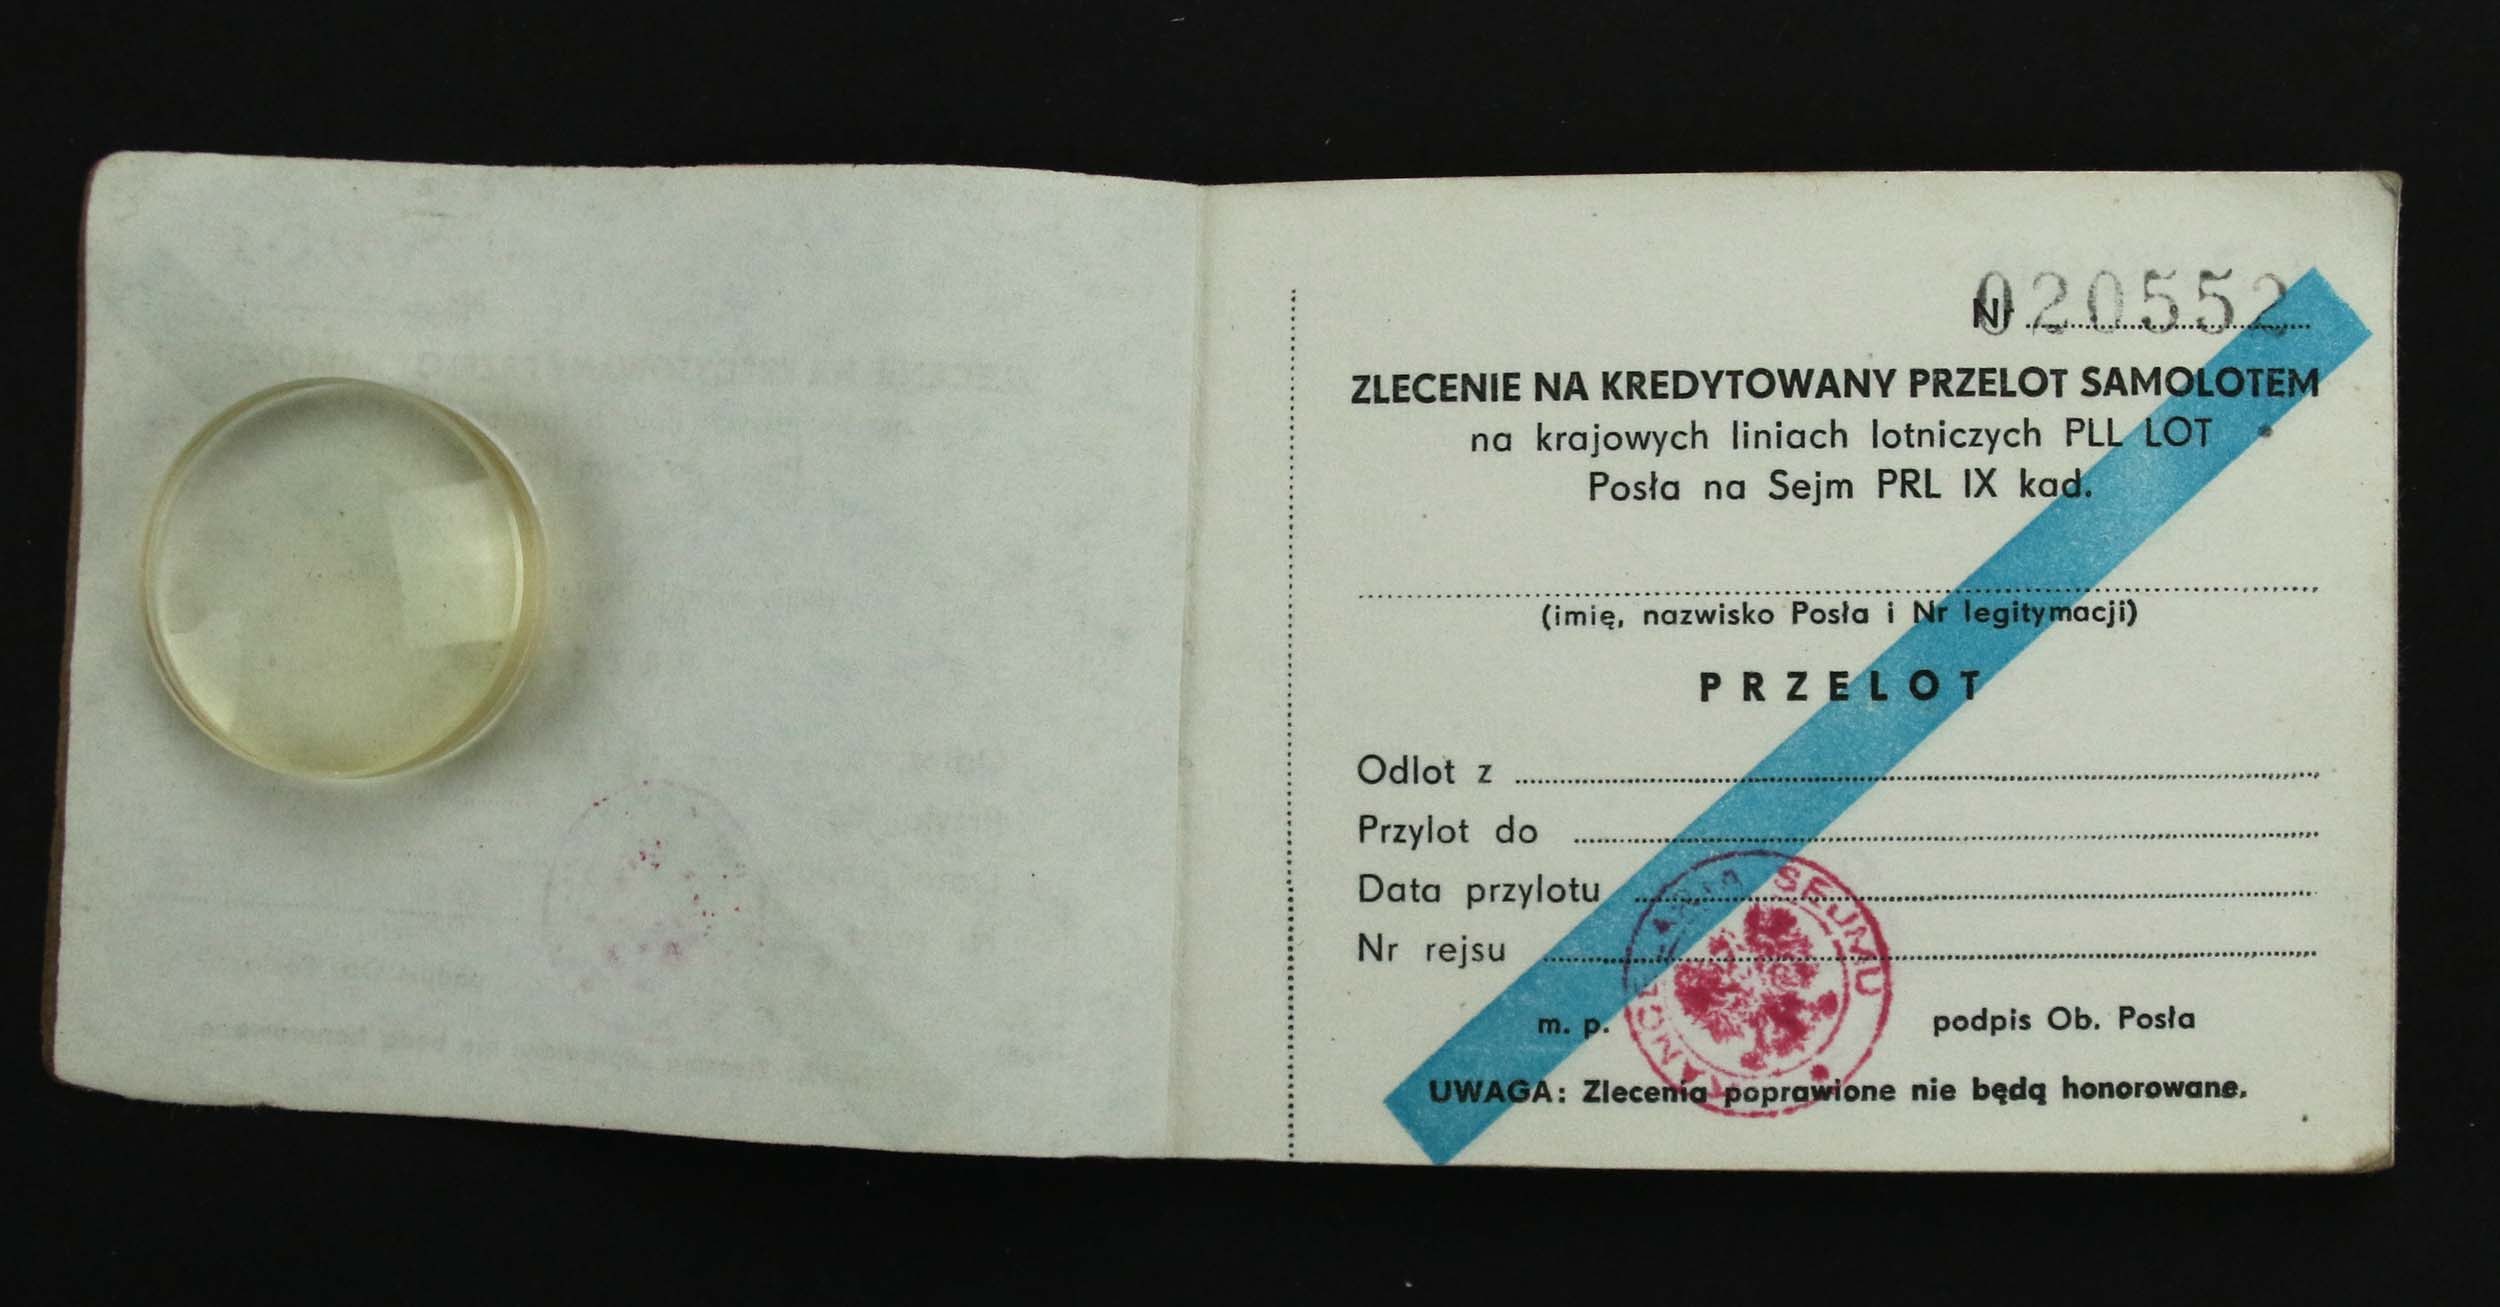 Nr 020552
ZLECENIE NA KREDYTOWANY PRZELOT SAMOLOTEM
na krajowych liniach lotniczych PLL LOT
Posła na Sejm PRL IX kad.
(imię, nazwisko Posła i Nr legitymacji)
PRZELOT
Odlot z
Przylot do
Data przylotu
Nr rejsu
KANCELARIA SEJMU
m. p. podpis Ob. Posła
UWAGA: Zlecenia poprawione nie będą honorowane.